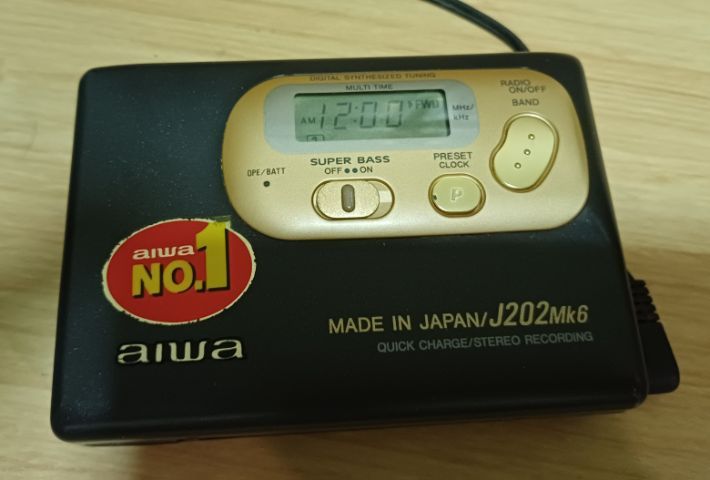 DIGITAL SYNTHESIZED TUNING
MULTI TIME
AM 12:00 FWD
MHz/
kHz
RADIO
ON/OFF
BAND
OPE/BATT
SUPER BASS
OFF ●● ON
PRESET
CLOCK
P
aiwa
NO.1
aiwa
MADE IN JAPAN/J202Mk6
QUICK CHARGE/STEREO RECORDING